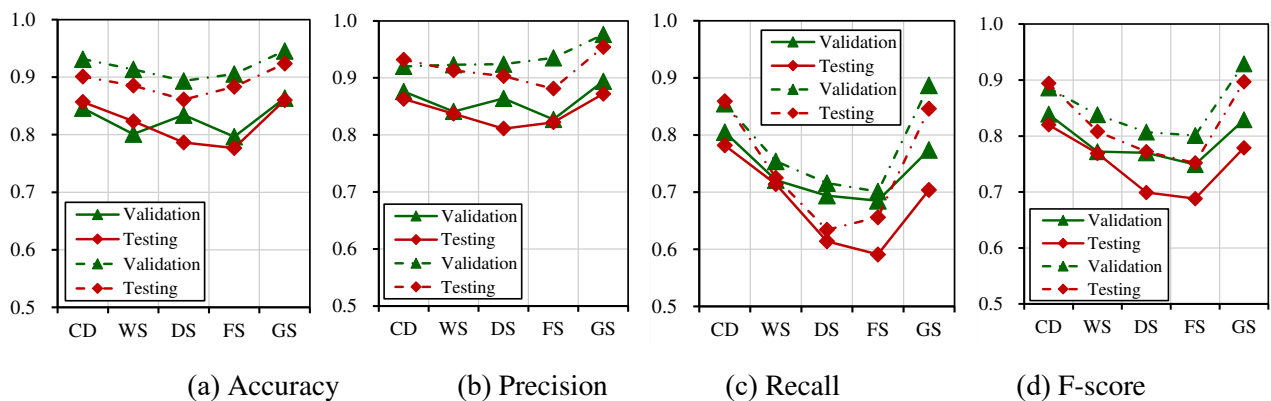 1.0
0.9
0.8
0.7
0.6
0.5
Validation
Testing
Validation
Testing
CD WS DS FS GS
1.0
0.9
0.8
0.7
0.6
0.5
Validation
Testing
Validation
Testing
CD WS DS FS GS
1.0
0.9
0.8
0.7
0.6
0.5
Validation
Testing
Validation
Testing
CD WS DS FS GS
1.0
0.9
0.8
0.7
0.6
0.5
Validation
Testing
Validation
Testing
CD WS DS FS GS
(a) Accuracy (b) Precision (c) Recall (d) F-score